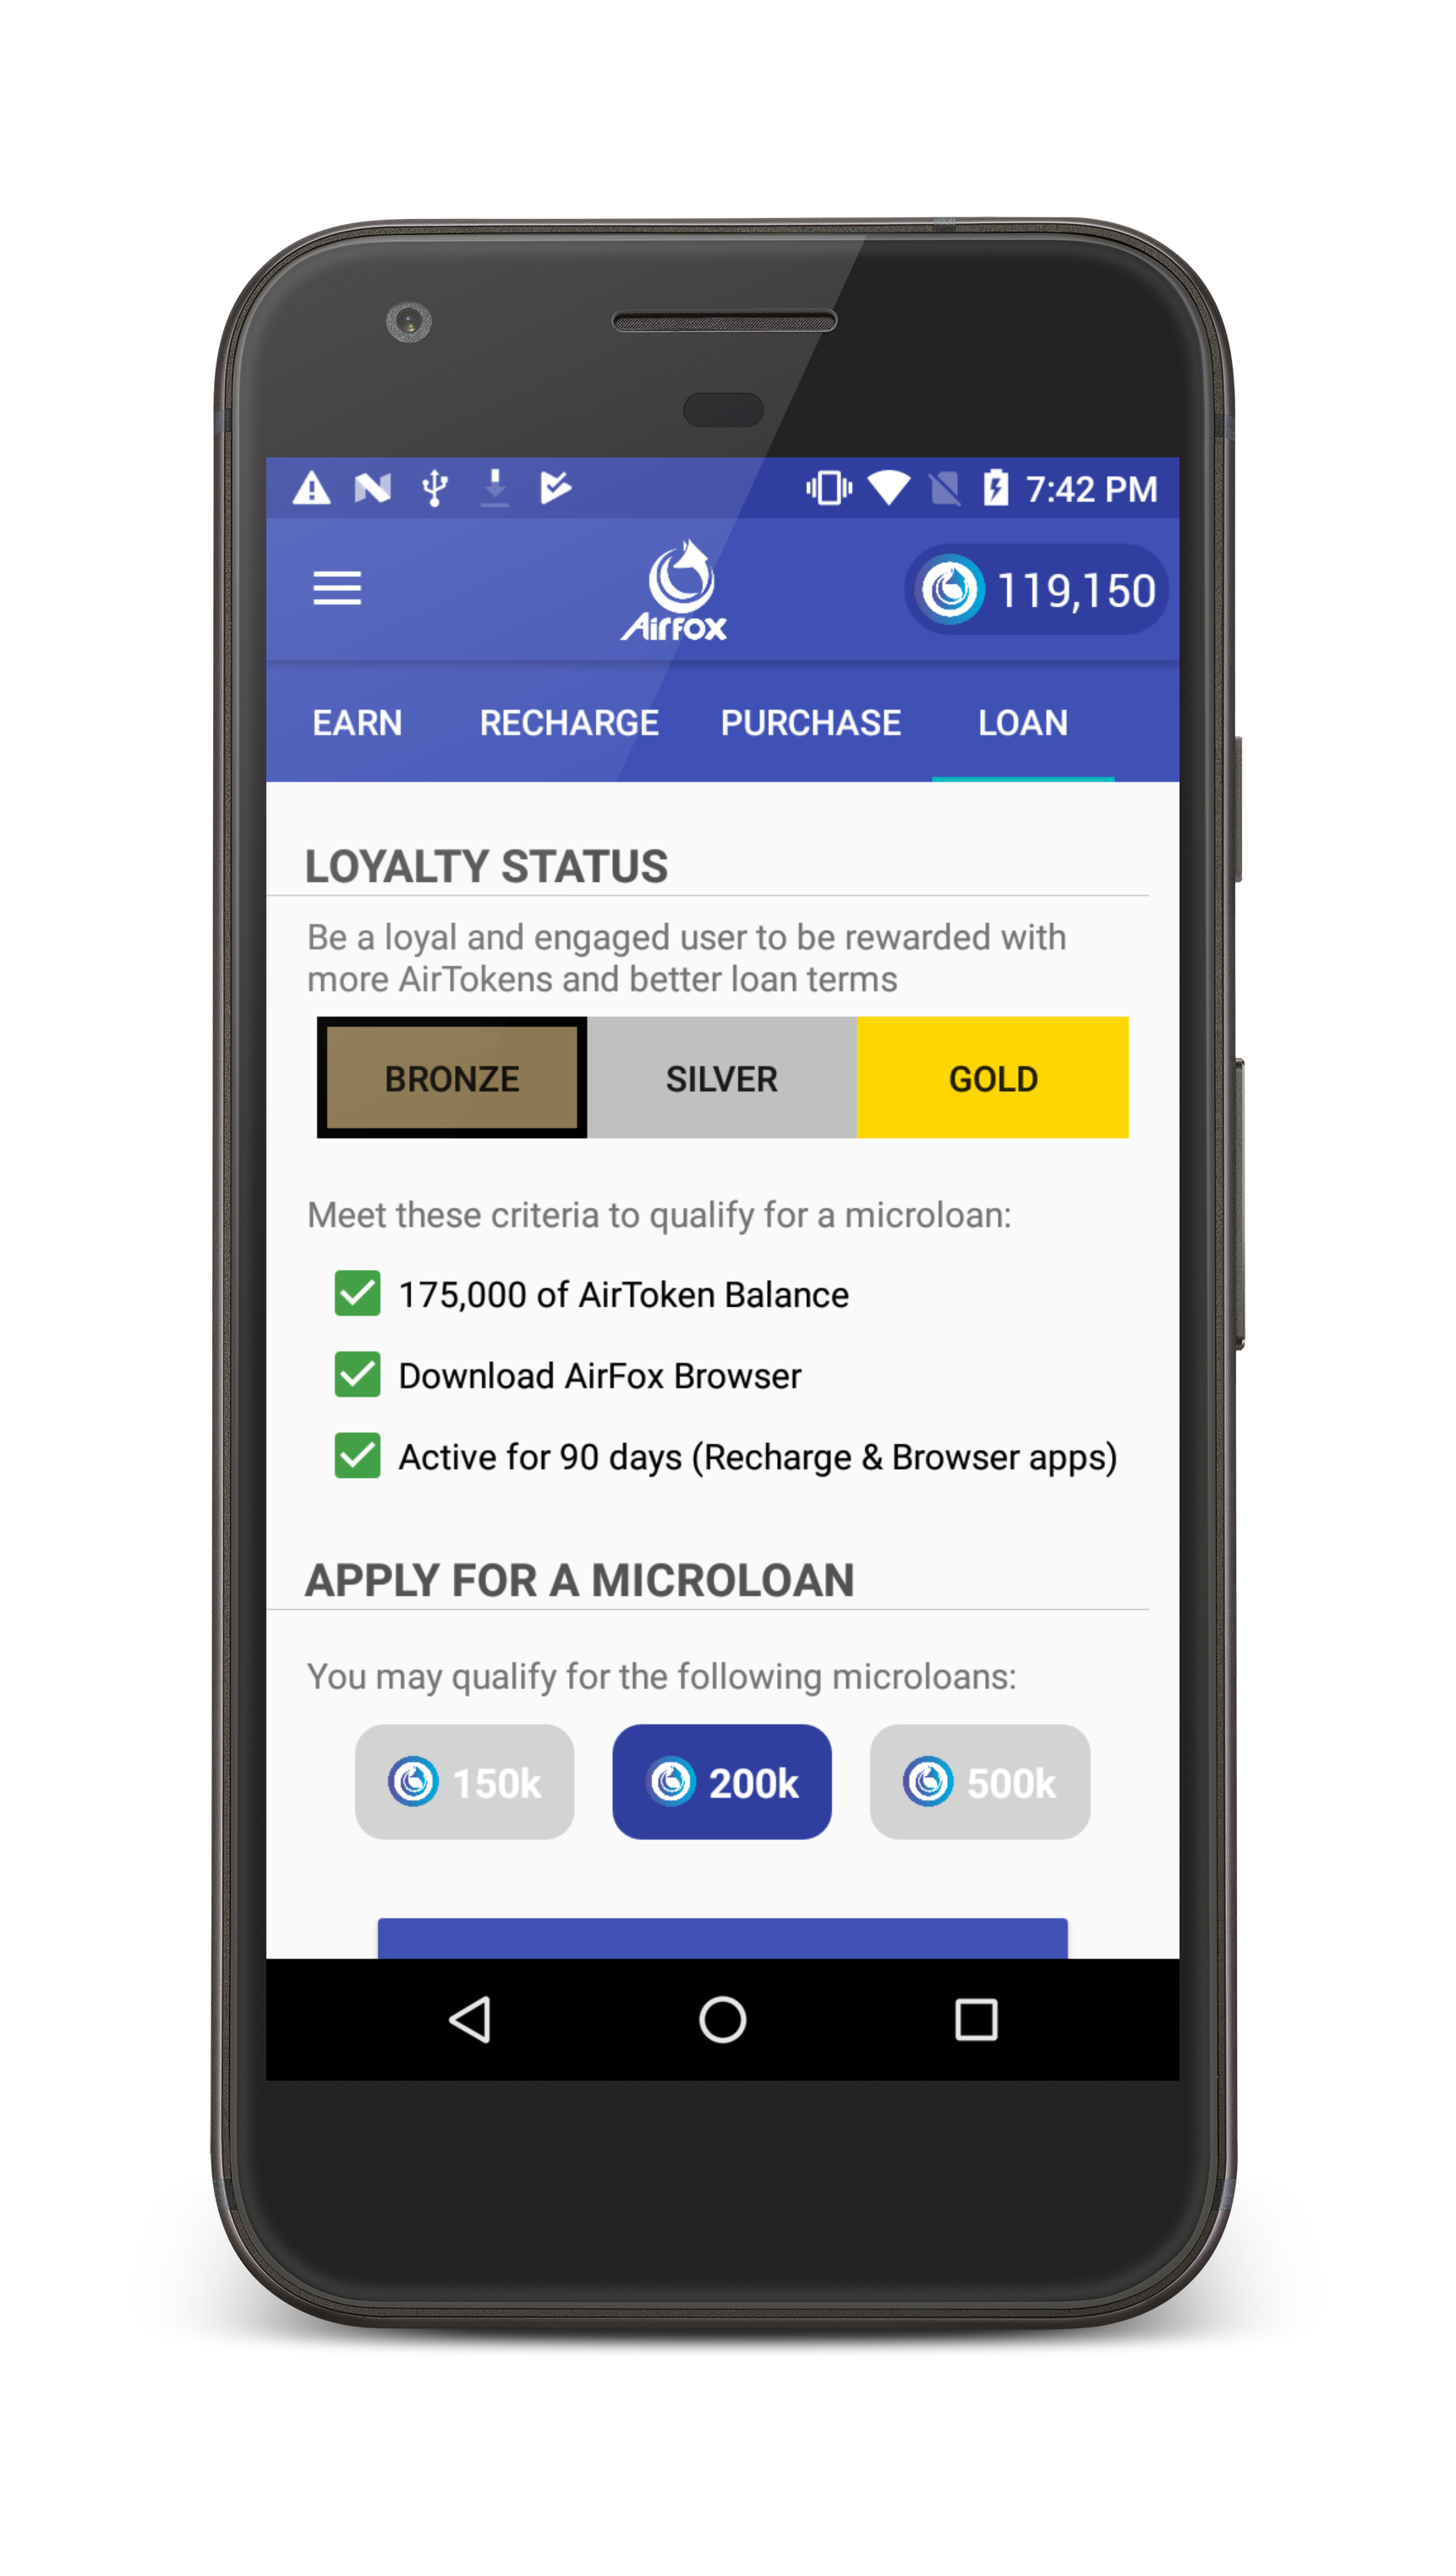 7:42 PM
AirFox
119,150
EARN RECHARGE PURCHASE LOAN
LOYALTY STATUS
Be a loyal and engaged user to be rewarded with
more AirTokens and better loan terms
BRONZE SILVER GOLD
Meet these criteria to qualify for a microloan:
175,000 of AirToken Balance
Download AirFox Browser
Active for 90 days (Recharge & Browser apps)
APPLY FOR A MICROLOAN
You may qualify for the following microloans:
150k 200k 500k